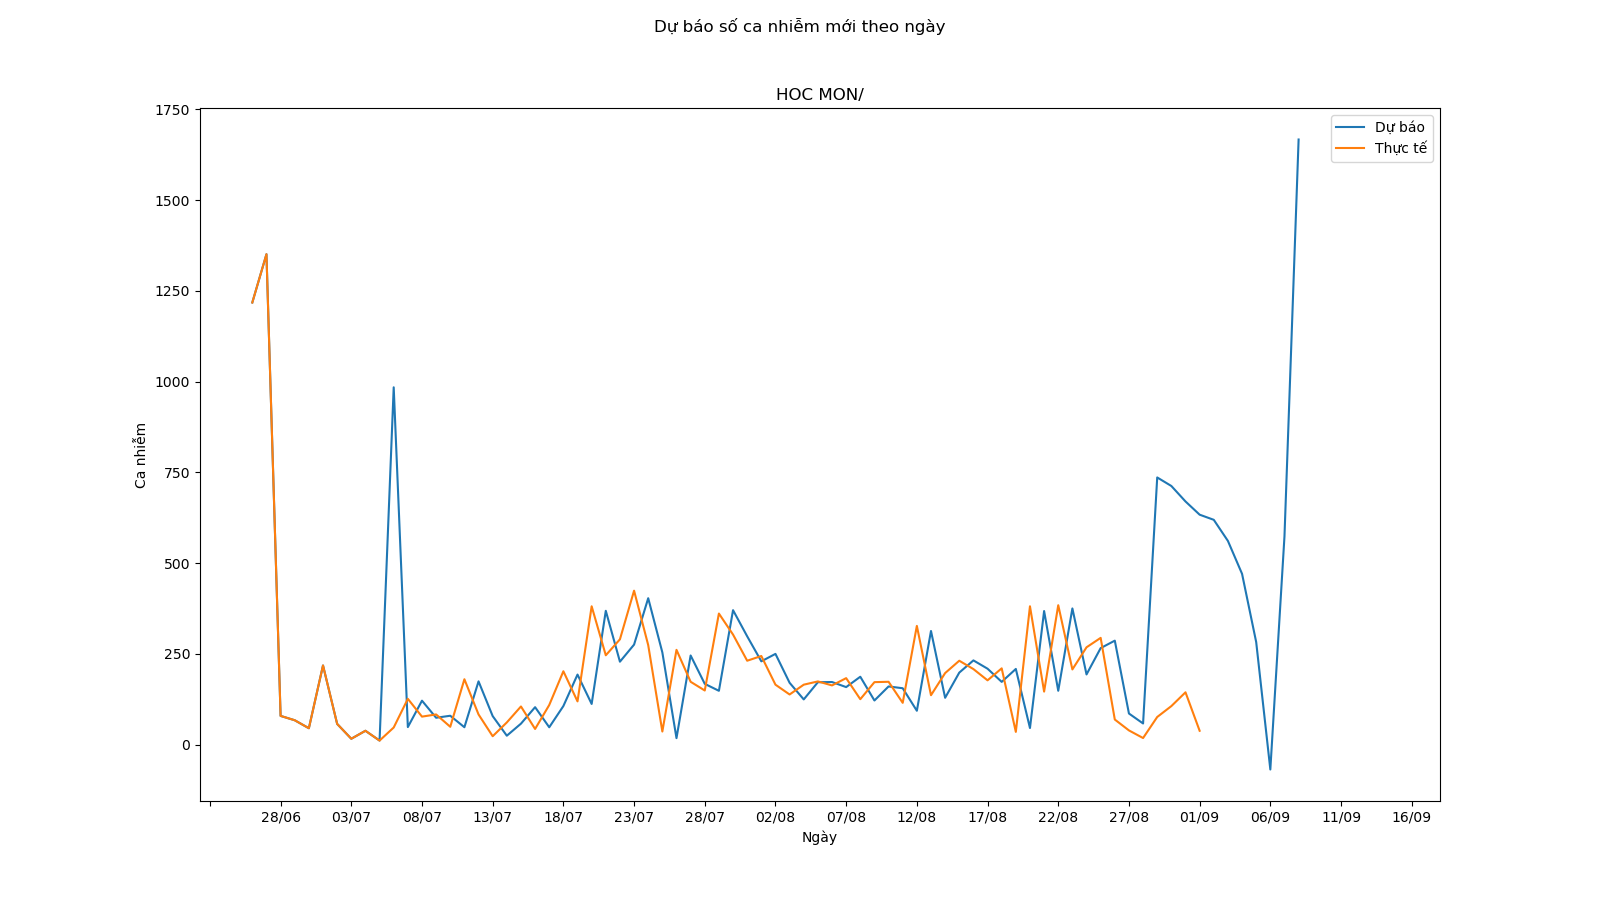 Dự báo số ca nhiễm mới theo ngày
HOC MON/
1750
1500
1250
1000
750
500
250
0
Ca nhiễm
Dự báo
Thực tế
28/06 03/07 08/07 13/07 18/07 23/07 28/07 02/08 07/08 12/08 17/08 22/08 27/08 01/09 06/09 11/09 16/09
Ngày